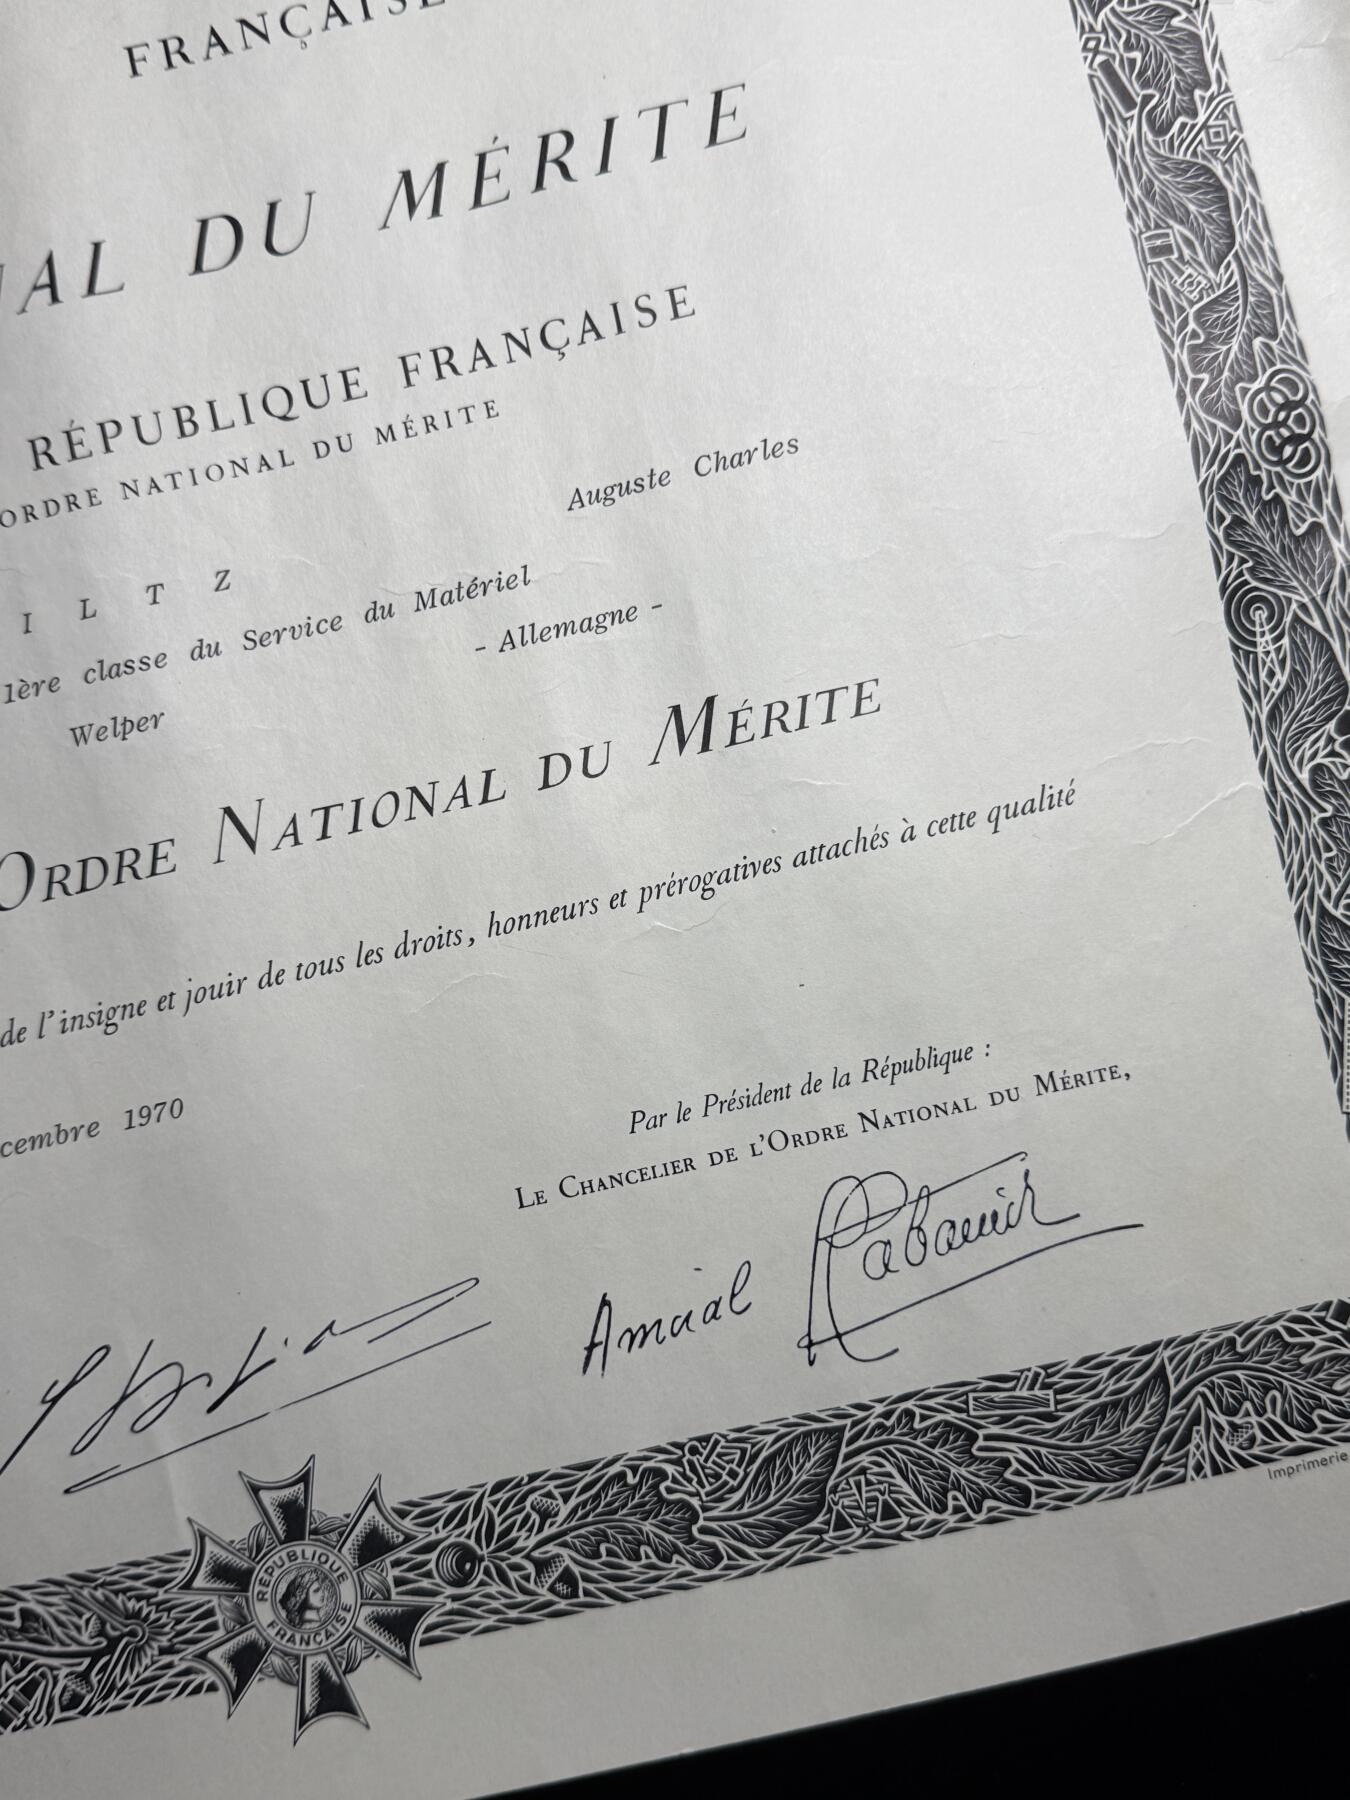 FRANÇAISE
NAL DU MÉRITE
RÉPUBLIQUE FRANÇAISE
ORDRE NATIONAL DU MÉRITE
Auguste Charles
I L T Z
1ère classe du Service du Matériel
Welper - Allemagne -
ORDRE NATIONAL DU MÉRITE
de l'insigne et jouir de tous les droits, honneurs et prérogatives attachés à cette qualité
cembre 1970
Par le Président de la République :
LE CHANCELIER DE L'ORDRE NATIONAL DU MÉRITE,
Amiral Cabanier
RÉPUBLIQUE
FRANÇAISE
Imprimerie